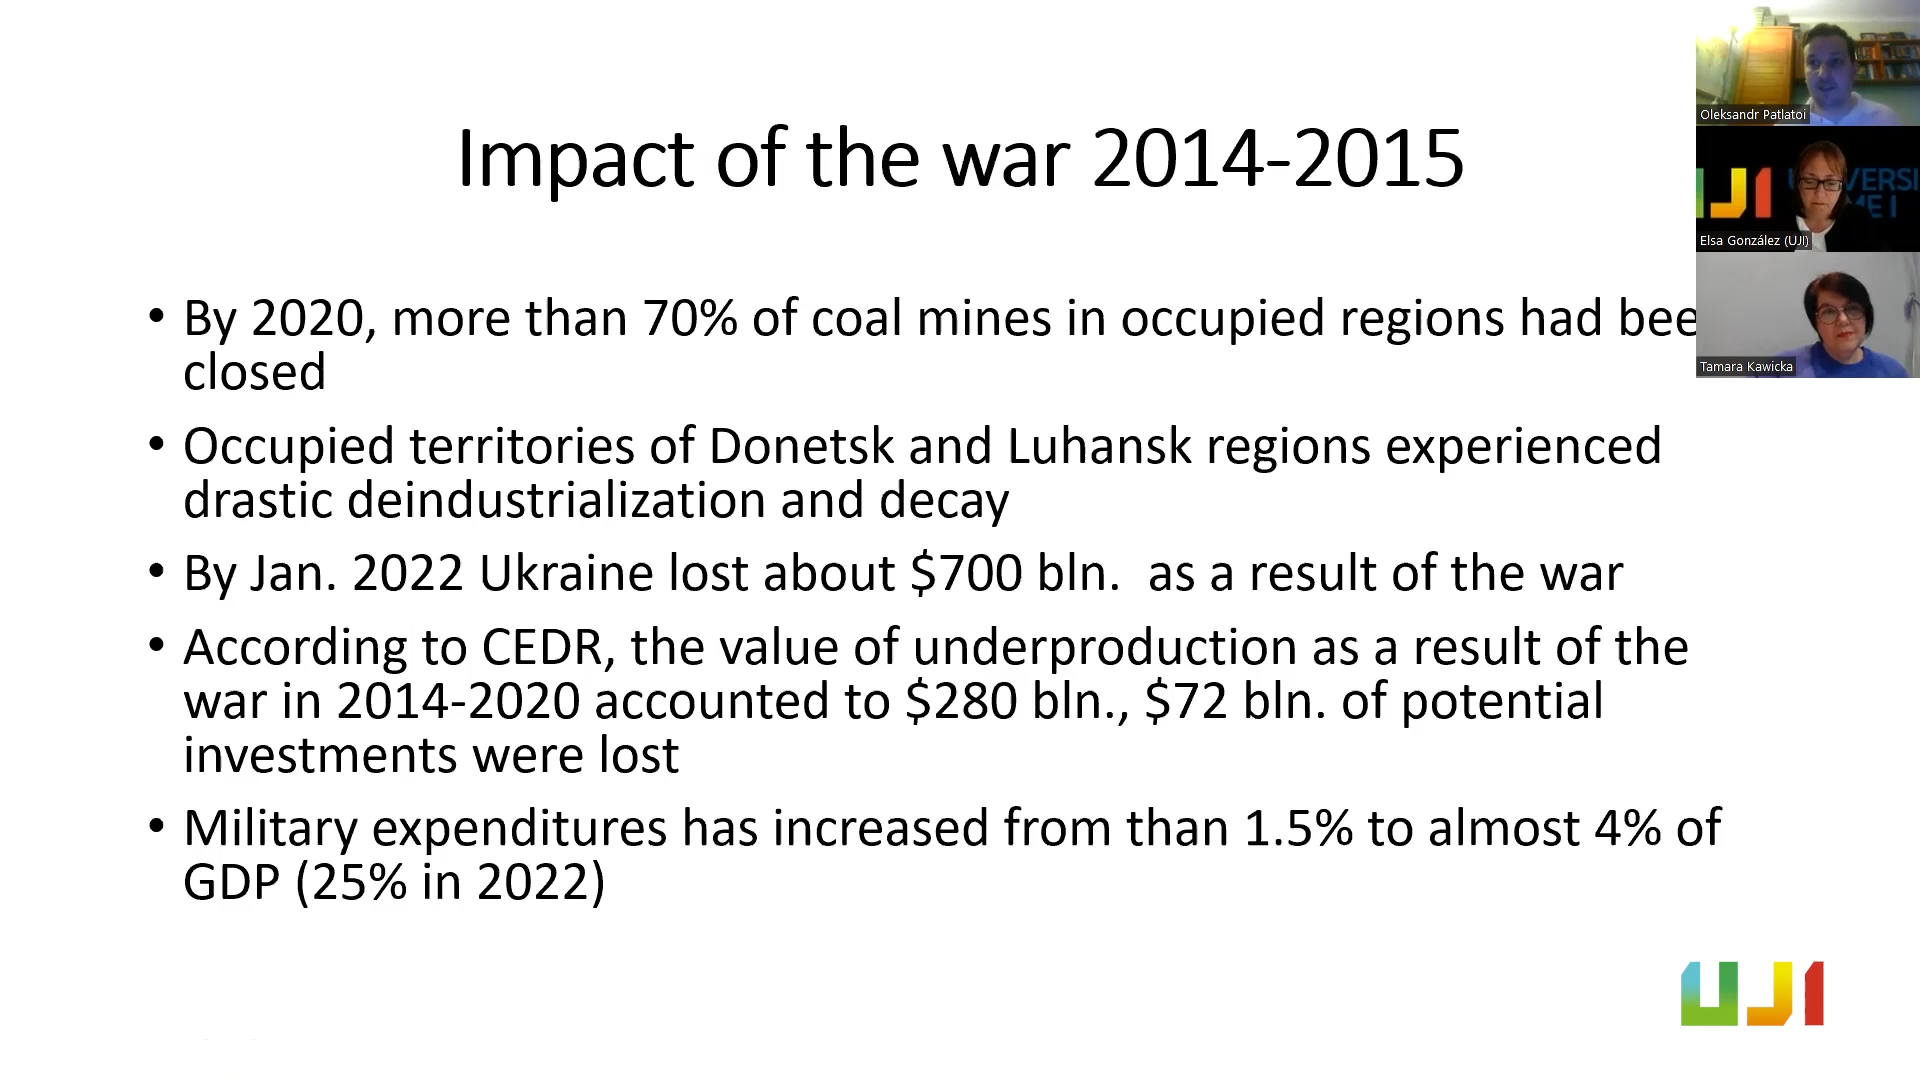 Impact of the war 2014-2015
• By 2020, more than 70% of coal mines in occupied regions had bee
closed
• Occupied territories of Donetsk and Luhansk regions experienced
drastic deindustrialization and decay
• By Jan. 2022 Ukraine lost about $700 bln.  as a result of the war
• According to CEDR, the value of underproduction as a result of the
war in 2014-2020 accounted to $280 bln., $72 bln. of potential
investments were lost
• Military expenditures has increased from than 1.5% to almost 4% of
GDP (25% in 2022)
Oleksandr Patlatoi
UJI
VERSI
ME I
Elsa González (UJI)
Tamara Kawicka
UJI